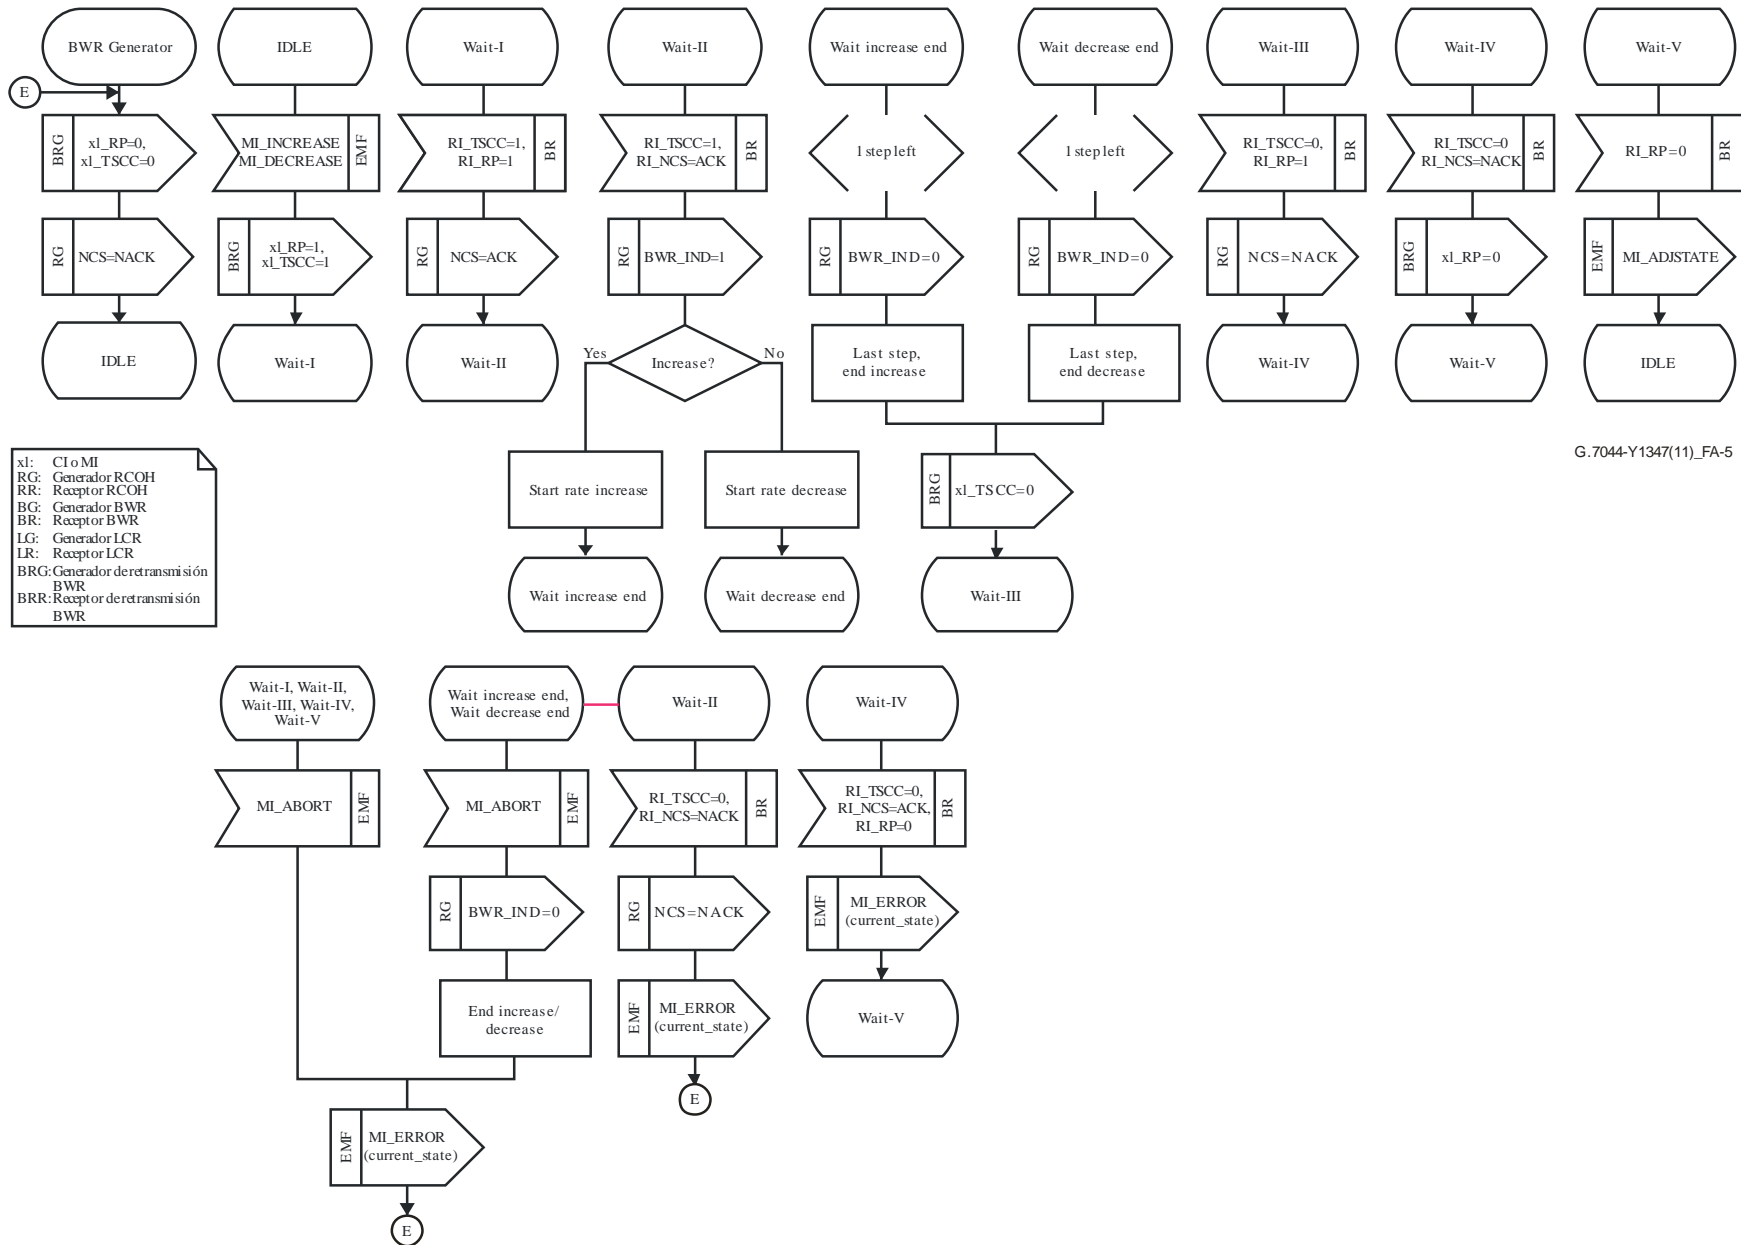 BWR Generator
IDLE
Wait-I
Wait-II
Wait increase end
Wait decrease end
Wait-III
Wait-IV
Wait-V
E
BRG
xl_RP=0,
xl_TSCC=0
MI_INCREASE
MI_DECREASE
EMF
RI_TSCC=1,
RI_RP=1
BR
RI_TSCC=1,
RI_NCS=ACK
BR
1 step left
1 step left
RI_TSCC=0,
RI_RP=1
BR
RI_TSCC=0
RI_NCS=NACK
BR
RI_RP=0
BR
RG
NCS=NACK
BRG
xl_RP=1,
xl_TSCC=1
RG
NCS=ACK
RG
BWR_IND=1
RG
BWR_IND=0
RG
BWR_IND=0
RG
NCS=NACK
BRG
xl_RP=0
EMF
MI_ADJSTATE
IDLE
Wait-I
Wait-II
Yes
Increase?
No
Last step,
end increase
Last step,
end decrease
Wait-IV
Wait-V
IDLE
G.7044-Y1347(11)_FA-5
xl: CI o MI
RG: Generador RCOH
RR: Receptor RCOH
BG: Generador BWR
BR: Receptor BWR
LG: Generador LCR
LR: Receptor LCR
BRG: Generador de retransmisión
BWR
BRR: Receptor de retransmisión
BWR
Start rate increase
Start rate decrease
BRG
xl_TSCC=0
Wait increase end
Wait decrease end
Wait-III
Wait-I, Wait-II,
Wait-III, Wait-IV,
Wait-V
Wait increase end,
Wait decrease end
Wait-II
Wait-IV
MI_ABORT
EMF
MI_ABORT
EMF
RI_TSCC=0,
RI_NCS=NACK
BR
RI_TSCC=0,
RI_NCS=ACK,
RI_RP=0
BR
RG
BWR_IND=0
RG
NCS=NACK
EMF
MI_ERROR
(current_state)
End increase/
decrease
EMF
MI_ERROR
(current_state)
Wait-V
E
EMF
MI_ERROR
(current_state)
E